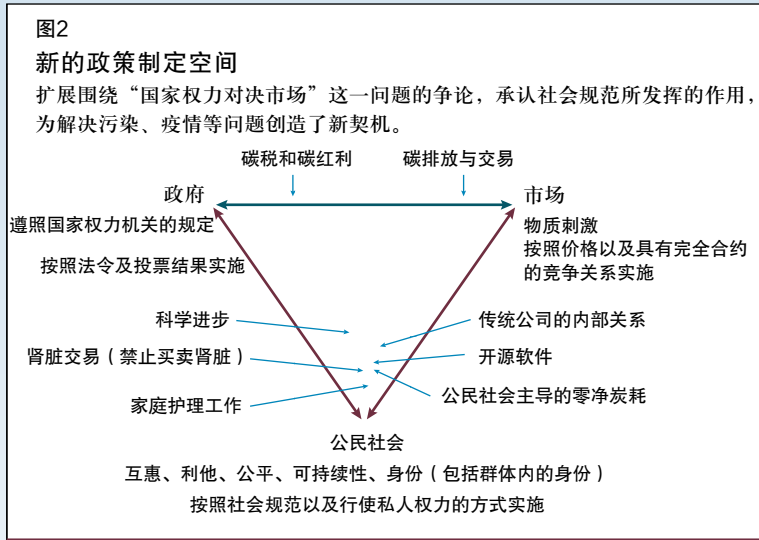 图2
新的政策制定空间
扩展围绕“国家权力对决市场”这一问题的争论，承认社会规范所发挥的作用，
为解决污染、疫情等问题创造了新契机。
碳税和碳红利
碳排放与交易
政府
市场
遵照国家权力机关的规定
物质刺激
按照价格以及具有完全合约
的竞争关系实施
按照法令及投票结果实施
科学进步
传统公司的内部关系
肾脏交易（禁止买卖肾脏）
开源软件
家庭护理工作
公民社会主导的零净炭耗
公民社会
互惠、利他、公平、可持续性、身份（包括群体内的身份）
按照社会规范以及行使私人权力的方式实施